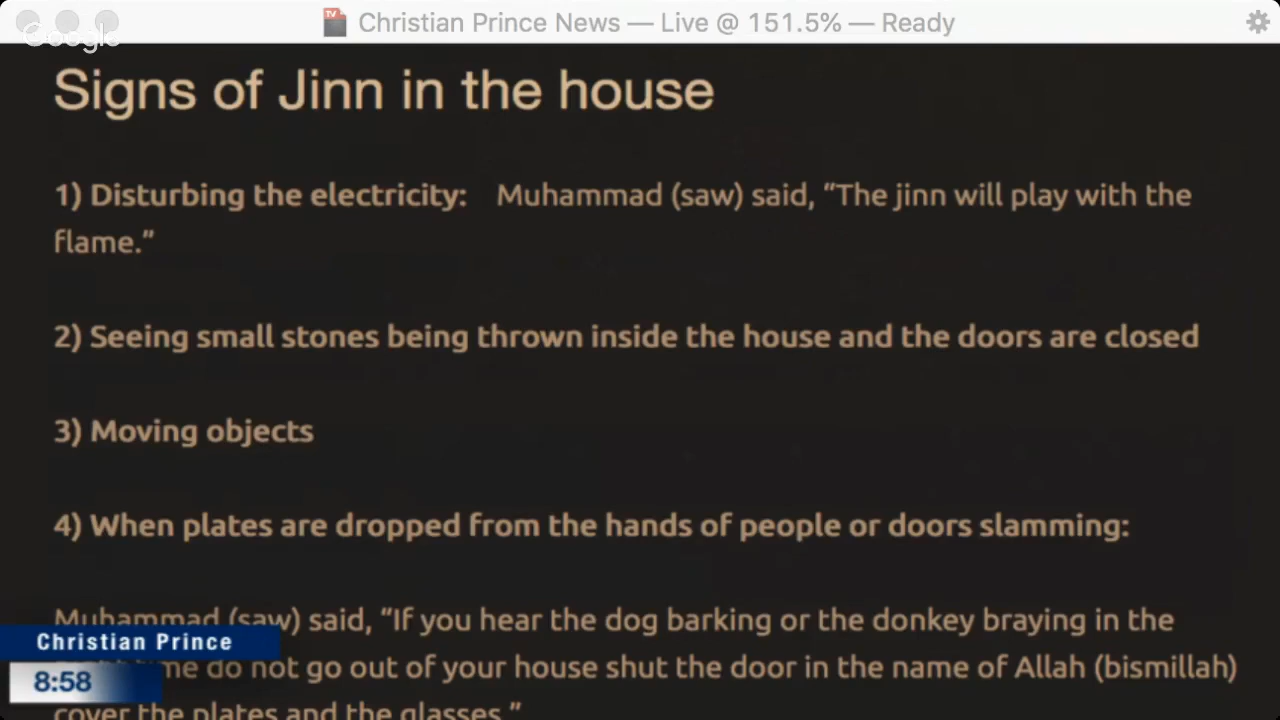 Christian Prince News — Live @ 151.5% — Ready
Google
Signs of Jinn in the house
1) Disturbing the electricity: Muhammad (saw) said, “The jinn will play with the
flame.”
2) Seeing small stones being thrown inside the house and the doors are closed
3) Moving objects
4) When plates are dropped from the hands of people or doors slamming:
Muhammad (saw) said, “If you hear the dog barking or the donkey braying in the
do not go out of your house shut the door in the name of Allah (bismillah)
cover the plates and the glasses.”
Christian Prince
8:58